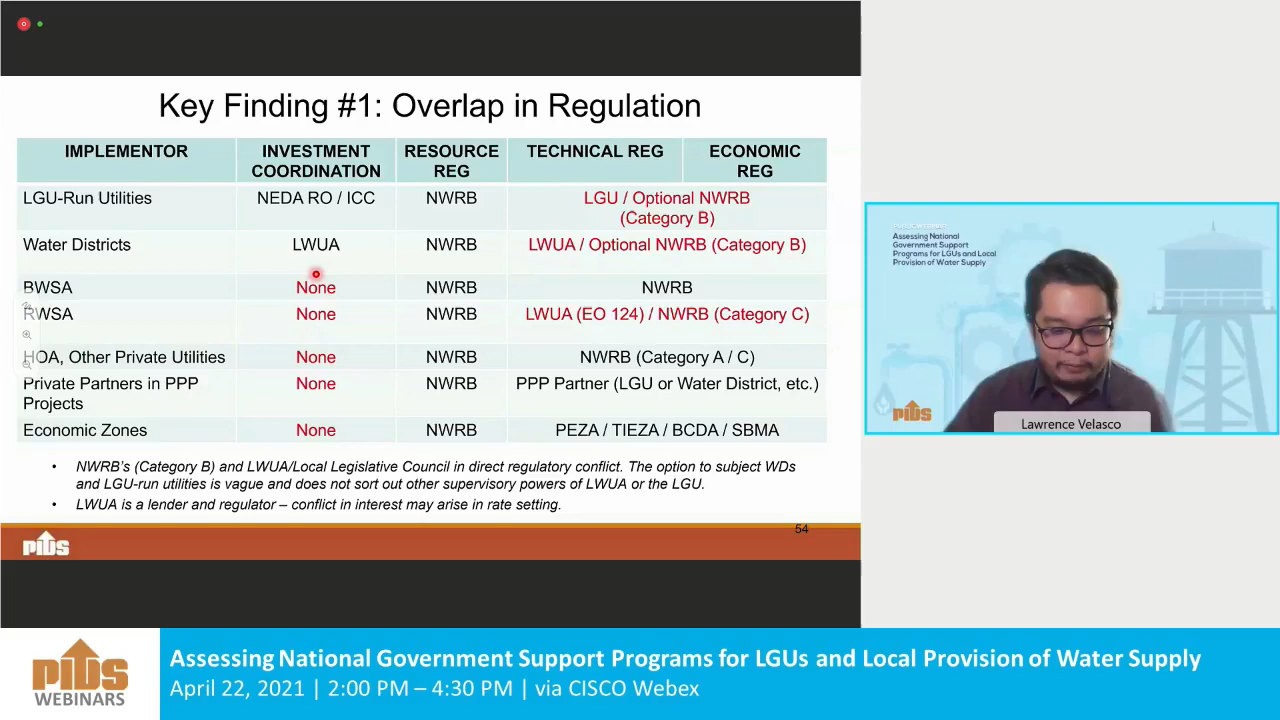 Key Finding #1: Overlap in Regulation
IMPLEMENTOR
INVESTMENT
COORDINATION
RESOURCE
REG
TECHNICAL REG
ECONOMIC
REG
LGU-Run Utilities
NEDA RO / ICC
NWRB
LGU / Optional NWRB
(Category B)
Water Districts
LWUA
NWRB
LWUA / Optional NWRB (Category B)
BWSA
None
NWRB
NWRB
RWSA
None
NWRB
LWUA (EO 124) / NWRB (Category C)
HOA, Other Private Utilities
None
NWRB
NWRB (Category A / C)
Private Partners in PPP
Projects
None
NWRB
PPP Partner (LGU or Water District, etc.)
Economic Zones
None
NWRB
PEZA / TIEZA / BCDA / SBMA
• NWRB's (Category B) and LWUA/Local Legislative Council in direct regulatory conflict. The option to subject WDs
and LGU-run utilities is vague and does not sort out other supervisory powers of LWUA or the LGU.
• LWUA is a lender and regulator – conflict in interest may arise in rate setting.
54
PIDS
Assessing National
Government Support
Programs for LGUs and Local
Provision of Water Supply
PIDS
Lawrence Velasco
PIDS
WEBINARS
Assessing National Government Support Programs for LGUs and Local Provision of Water Supply
April 22, 2021 | 2:00 PM – 4:30 PM | via CISCO Webex